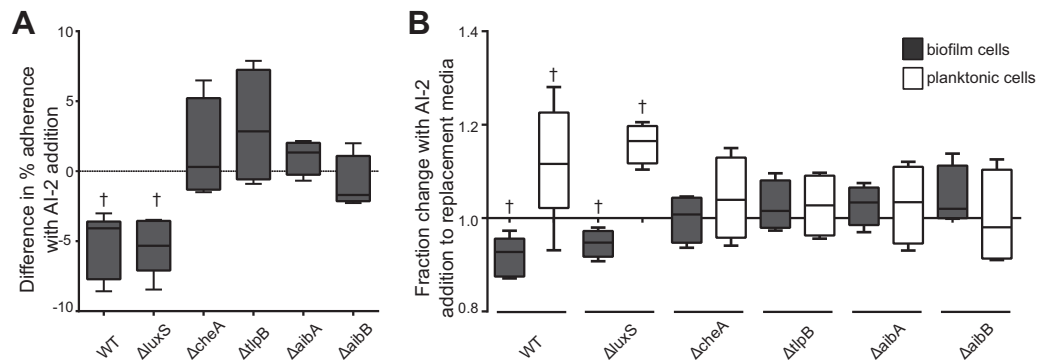 A
Difference in % adherence
with AI-2 addition
10
5
0
-5
-10
†
†
WT
ΔluxS
ΔcheA
ΔtlpB
ΔaibA
ΔaibB
B
Fraction change with AI-2
addition to replacement media
1.4
1.2
1.0
0.8
biofilm cells
planktonic cells
†
†
†
†
WT
ΔluxS
ΔcheA
ΔtlpB
ΔaibA
ΔaibB